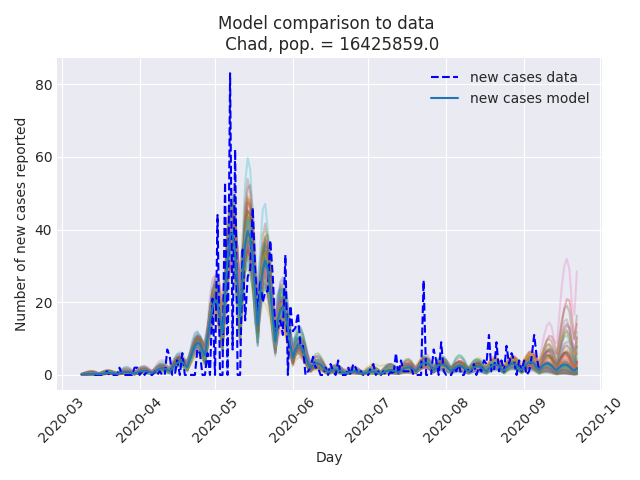 Model comparison to data
Chad, pop. = 16425859.0
new cases data
new cases model
Number of new cases reported
80
60
40
20
0
2020-03
2020-04
2020-05
2020-06
2020-07
2020-08
2020-09
2020-10
Day